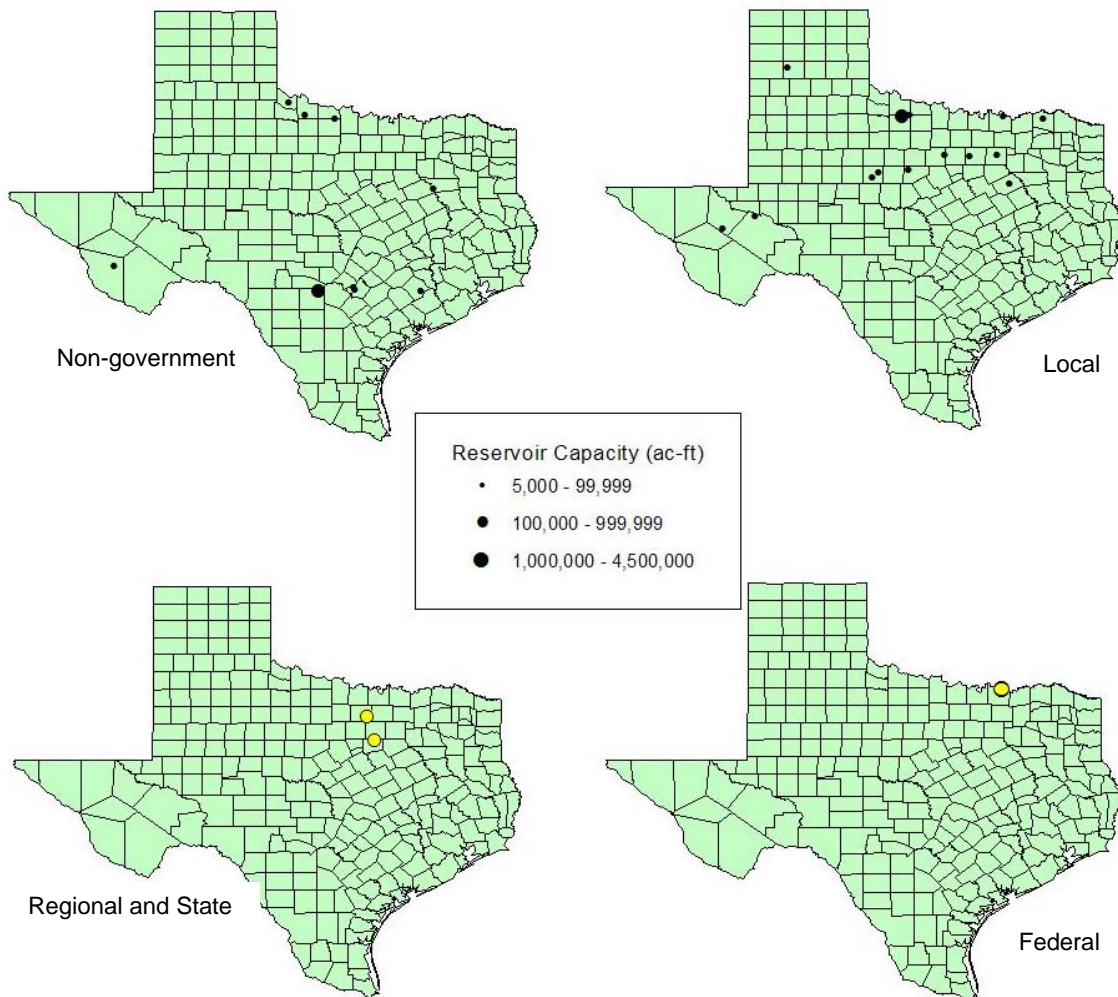 Non-government
Local
Reservoir Capacity (ac-ft)
5,000 - 99,999
100,000 - 999,999
1,000,000 - 4,500,000
Regional and State
Federal